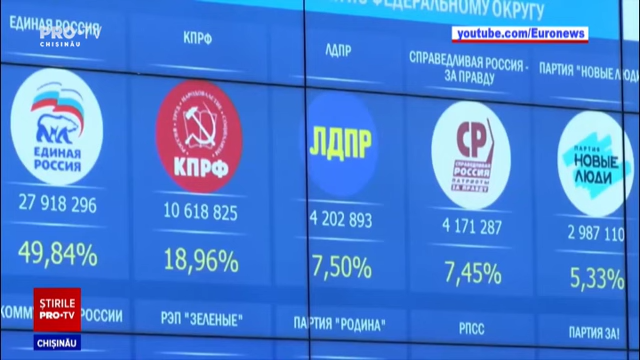 ФЕДЕРАЛЬНОМУ ОКРУГУ
PRO•TV
CHIȘINĂU
youtube.com/Euronews
ЕДИНАЯ РОССИЯ
КПРФ
ЛДПР
СПРАВЕДЛИВАЯ РОССИЯ -
ЗА ПРАВДУ
ПАРТИЯ "НОВЫЕ
ЕДИНАЯ
РОССИЯ
КПРФ
ЛДПР
СР
СПРАВЕДЛИВАЯ
РОССИЯ
ПАТРИОТЫ
ЗА ПРАВДУ
ПАРТИЯ
НОВЫЕ
ЛЮДИ
27 918 296
10 618 825
4 202 893
4 171 287
2 987 110
49,84%
18,96%
7,50%
7,45%
5,33%
РОССИИ
РЭП "ЗЕЛЕНЫЕ"
ПАРТИЯ "РОДИНА"
РПСС
ПАРТИЯ ЗА!
ȘTIRILE
PRO•TV
CHIȘINĂU